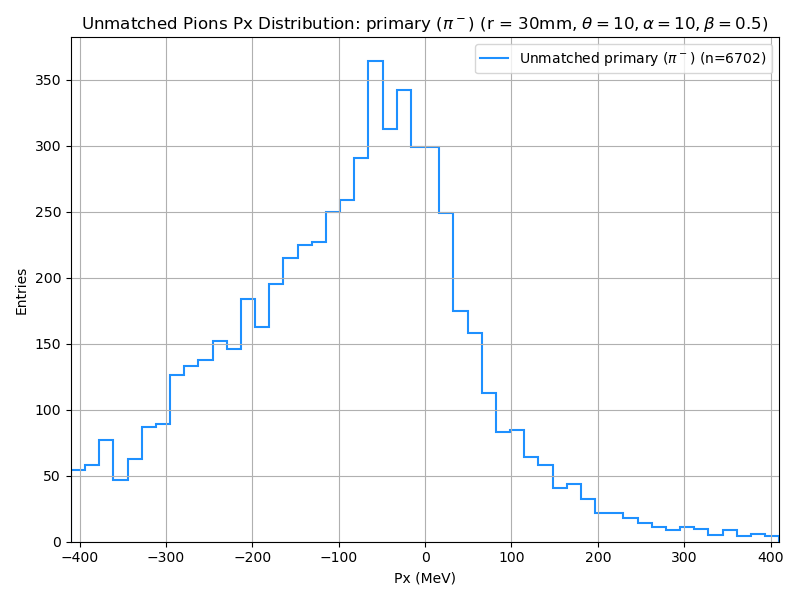 Unmatched Pions Px Distribution: primary (π⁻) (r = 30mm, θ = 10, α = 10, β = 0.5)
Unmatched primary (π⁻) (n=6702)
Entries
350
300
250
200
150
100
50
0
−400 −300 −200 −100 0 100 200 300 400
Px (MeV)